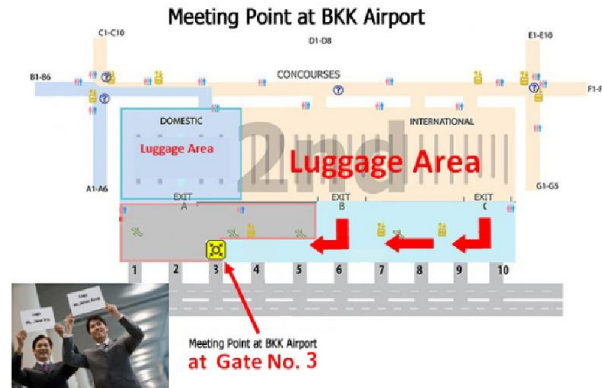 Meeting Point at BKK Airport
C1-C10
D1-D8
E1-E10
B1-B6
CONCOURSES
F1-F
DOMESTIC
INTERNATIONAL
2nd
Luggage Area
Luggage Area
A1-A6
G1-G5
EXIT
A
EXIT
B
EXIT
C
1 2 3 4 5 6 7 8 9 10
Meeting Point at BKK Airport
at Gate No. 3